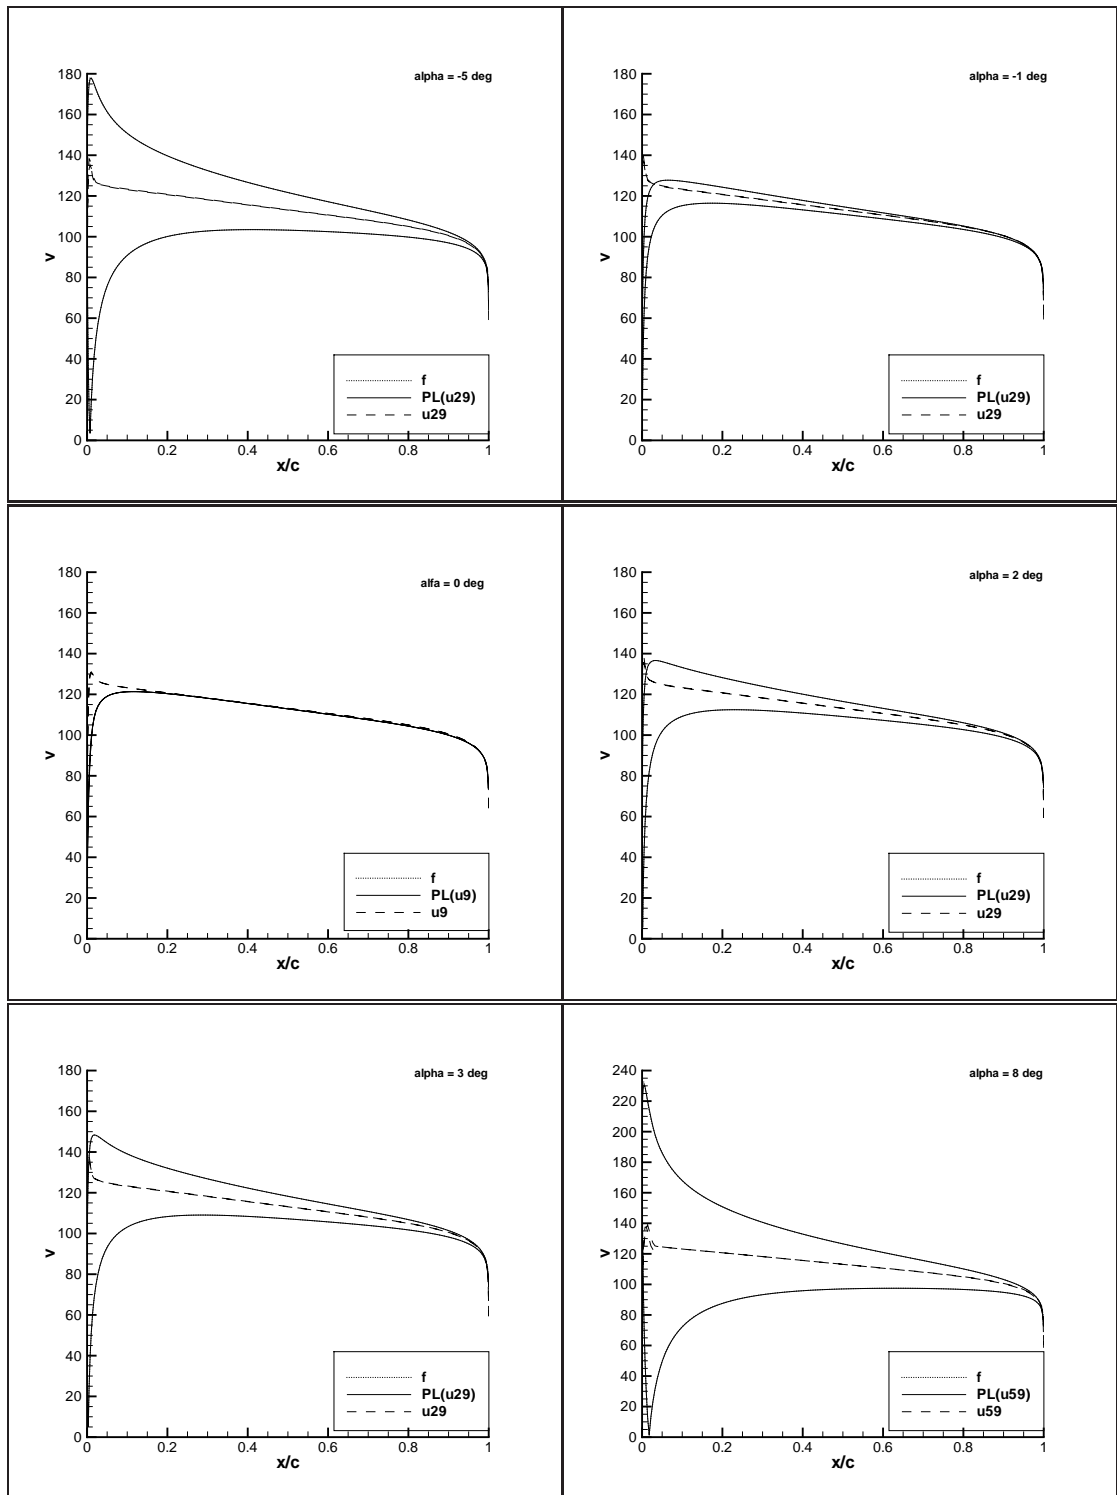 alpha = -5 deg
180
160
140
120
100
80
60
40
20
0
V
0 0.2 0.4 0.6 0.8 1
x/c
f
PL(u29)
u29
alpha = -1 deg
180
160
140
120
100
80
60
40
20
0
V
0 0.2 0.4 0.6 0.8 1
x/c
f
PL(u29)
u29
alfa = 0 deg
180
160
140
120
100
80
60
40
20
0
V
0 0.2 0.4 0.6 0.8 1
x/c
f
PL(u9)
u9
alpha = 2 deg
180
160
140
120
100
80
60
40
20
0
V
0 0.2 0.4 0.6 0.8 1
x/c
f
PL(u29)
u29
alpha = 3 deg
180
160
140
120
100
80
60
40
20
0
V
0 0.2 0.4 0.6 0.8 1
x/c
f
PL(u29)
u29
alpha = 8 deg
240
220
200
180
160
140
120
100
80
60
40
20
0
V
0 0.2 0.4 0.6 0.8 1
x/c
f
PL(u59)
u59